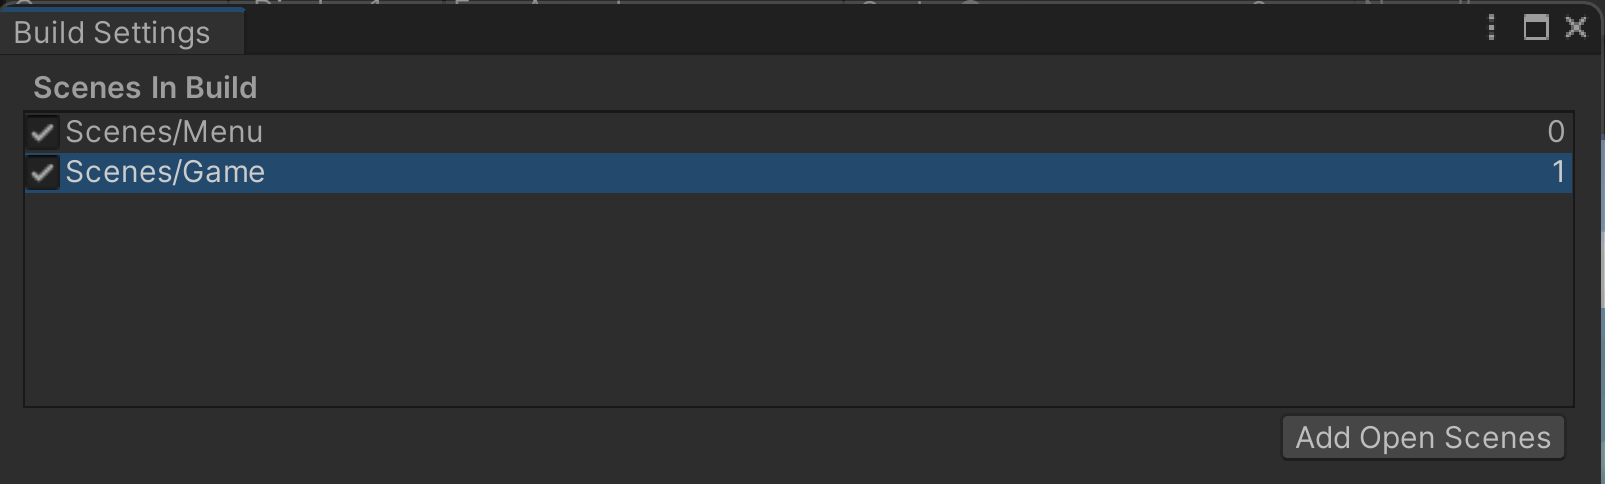 Build Settings
Scenes In Build
Scenes/Menu 0
Scenes/Game 1
Add Open Scenes